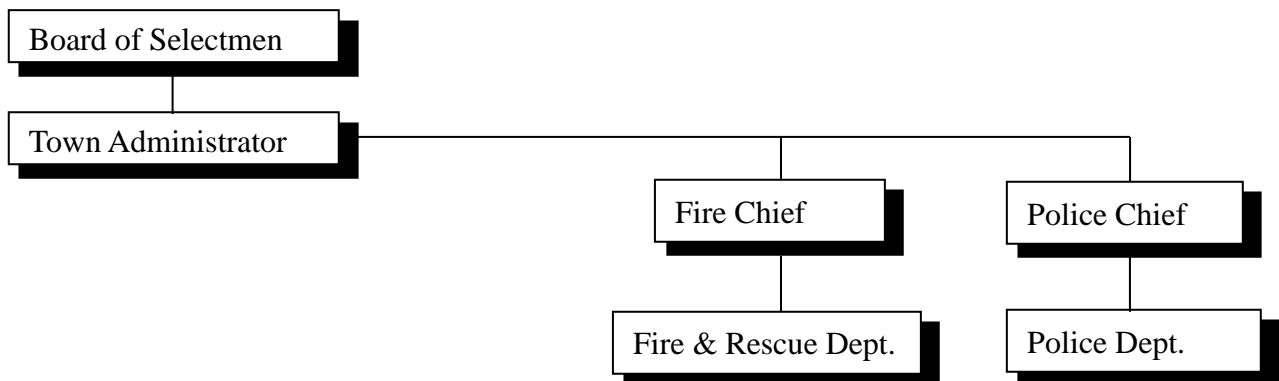 Board of Selectmen
Town Administrator
Fire Chief
Police Chief
Fire & Rescue Dept.
Police Dept.